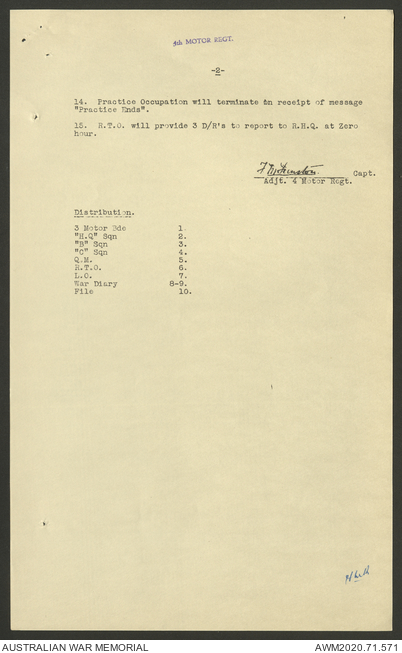 4th MOTOR REGT.
-2-
14. Practice Occupation will terminate on receipt of message
"Practice Ends".
15. R.T.O. will provide 3 D/R's to report to R.H.Q. at Zero
hour.
Capt.
Adjt. 4 Motor Regt.
Distribution.
3 Motor Bde 1.
"H.Q" Sqn 2.
"B" Sqn 3.
"C" Sqn 4.
Q.M. 5.
R.T.O. 6.
L.O. 7.
War Diary 8-9.
File 10.
AUSTRALIAN WAR MEMORIAL AWM2020.71.571